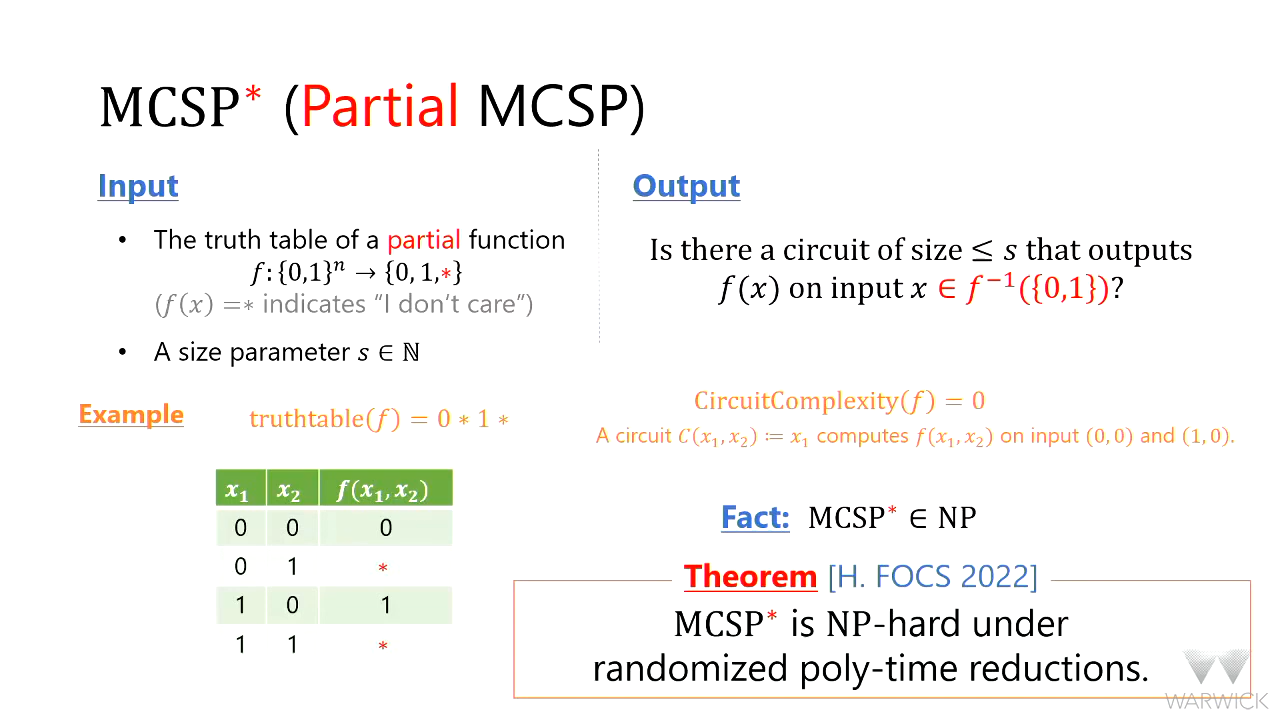 MCSP* (Partial MCSP)
Input
• The truth table of a partial function
f: {0,1}ⁿ → {0, 1,*}
(f(x) =* indicates “I don’t care”)
• A size parameter s ∈ ℕ
Output
Is there a circuit of size ≤ s that outputs
f(x) on input x ∈ f⁻¹({0,1})?
Example
truthtable(f) = 0 * 1 *
CircuitComplexity(f) = 0
A circuit C(x₁, x₂) ≔ x₁ computes f(x₁, x₂) on input (0, 0) and (1, 0).
x₁ x₂ f(x₁, x₂)
0 0 0
0 1 *
1 0 1
1 1 *
Fact: MCSP* ∈ NP
Theorem [H. FOCS 2022]
MCSP* is NP-hard under
randomized poly-time reductions.
WARWICK